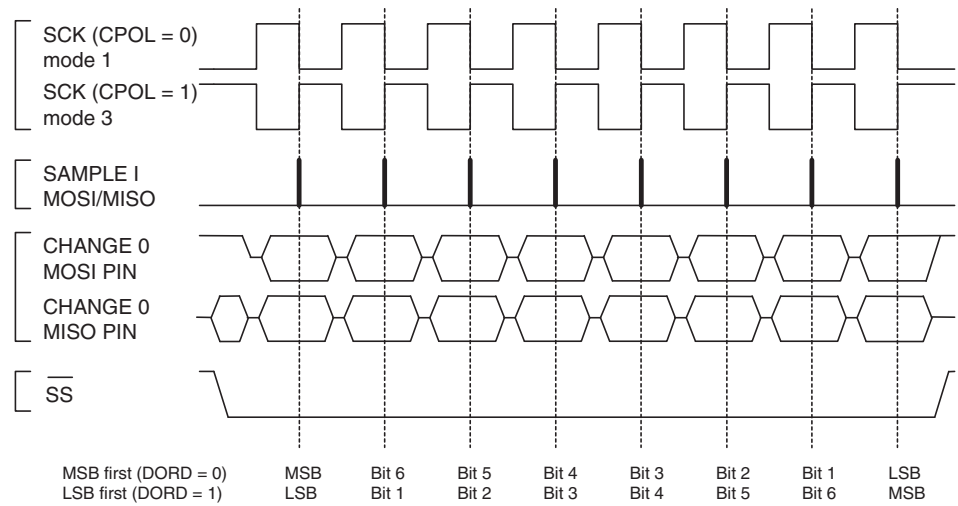 SCK (CPOL = 0)
mode 1
SCK (CPOL = 1)
mode 3
SAMPLE I
MOSI/MISO
CHANGE 0
MOSI PIN
CHANGE 0
MISO PIN
SS
MSB first (DORD = 0) MSB Bit 6 Bit 5 Bit 4 Bit 3 Bit 2 Bit 1 LSB
LSB first (DORD = 1) LSB Bit 1 Bit 2 Bit 3 Bit 4 Bit 5 Bit 6 MSB